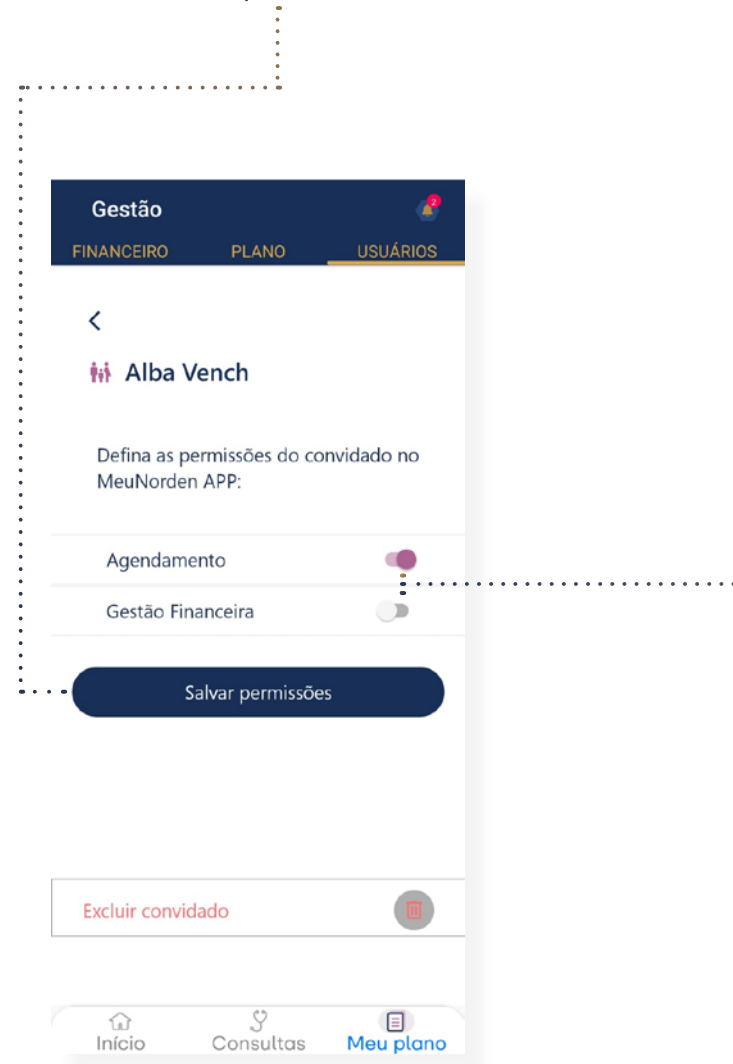 Gestão
2
FINANCEIRO PLANO USUÁRIOS
Alba Vench
Defina as permissões do convidado no
MeuNorden APP:
Agendamento
Gestão Financeira
Salvar permissões
Excluir convidado
Início Consultas Meu plano